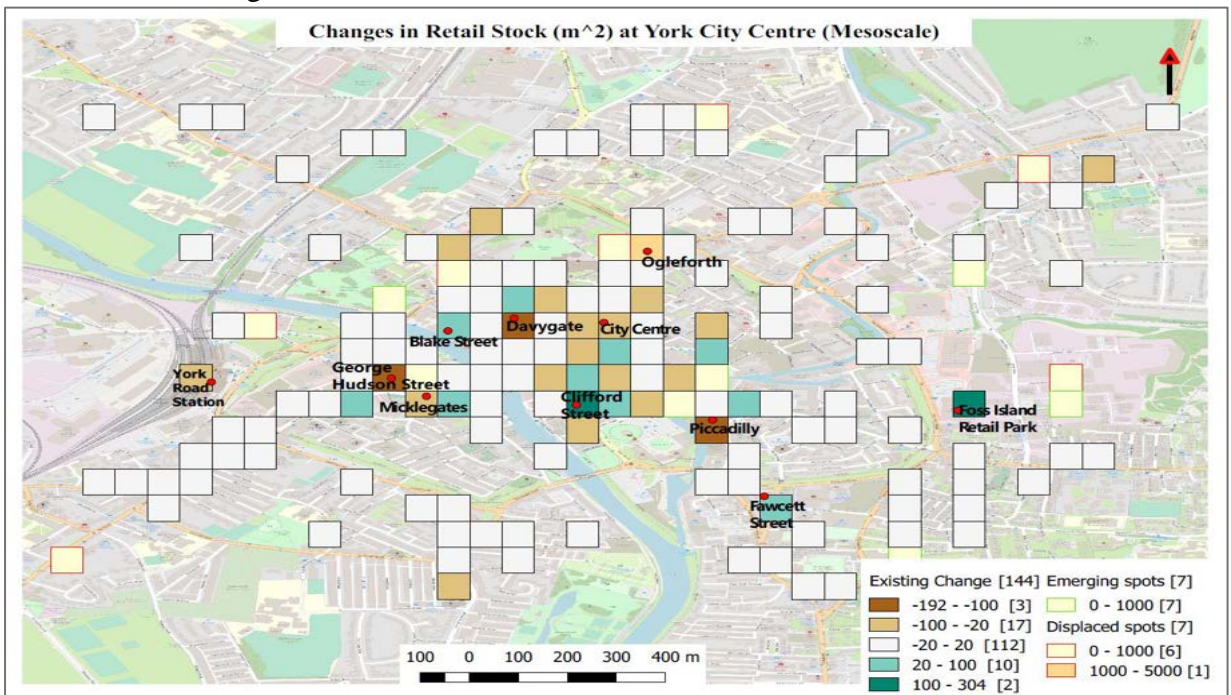 Changes in Retail Stock (m^2) at York City Centre (Mesoscale)
Ogleforth
Davygate
City Centre
Blake Street
York
Road
Station
George
Hudson Street
Micklegates
Clifford
Street
Piccadilly
Foss Island
Retail Park
Fawcett
Street
Existing Change [144]
-192 - -100 [3]
-100 - -20 [17]
-20 - 20 [112]
20 - 100 [10]
100 - 304 [2]
Emerging spots [7]
0 - 1000 [7]
Displaced spots [7]
0 - 1000 [6]
1000 - 5000 [1]
100 0 100 200 300 400 m